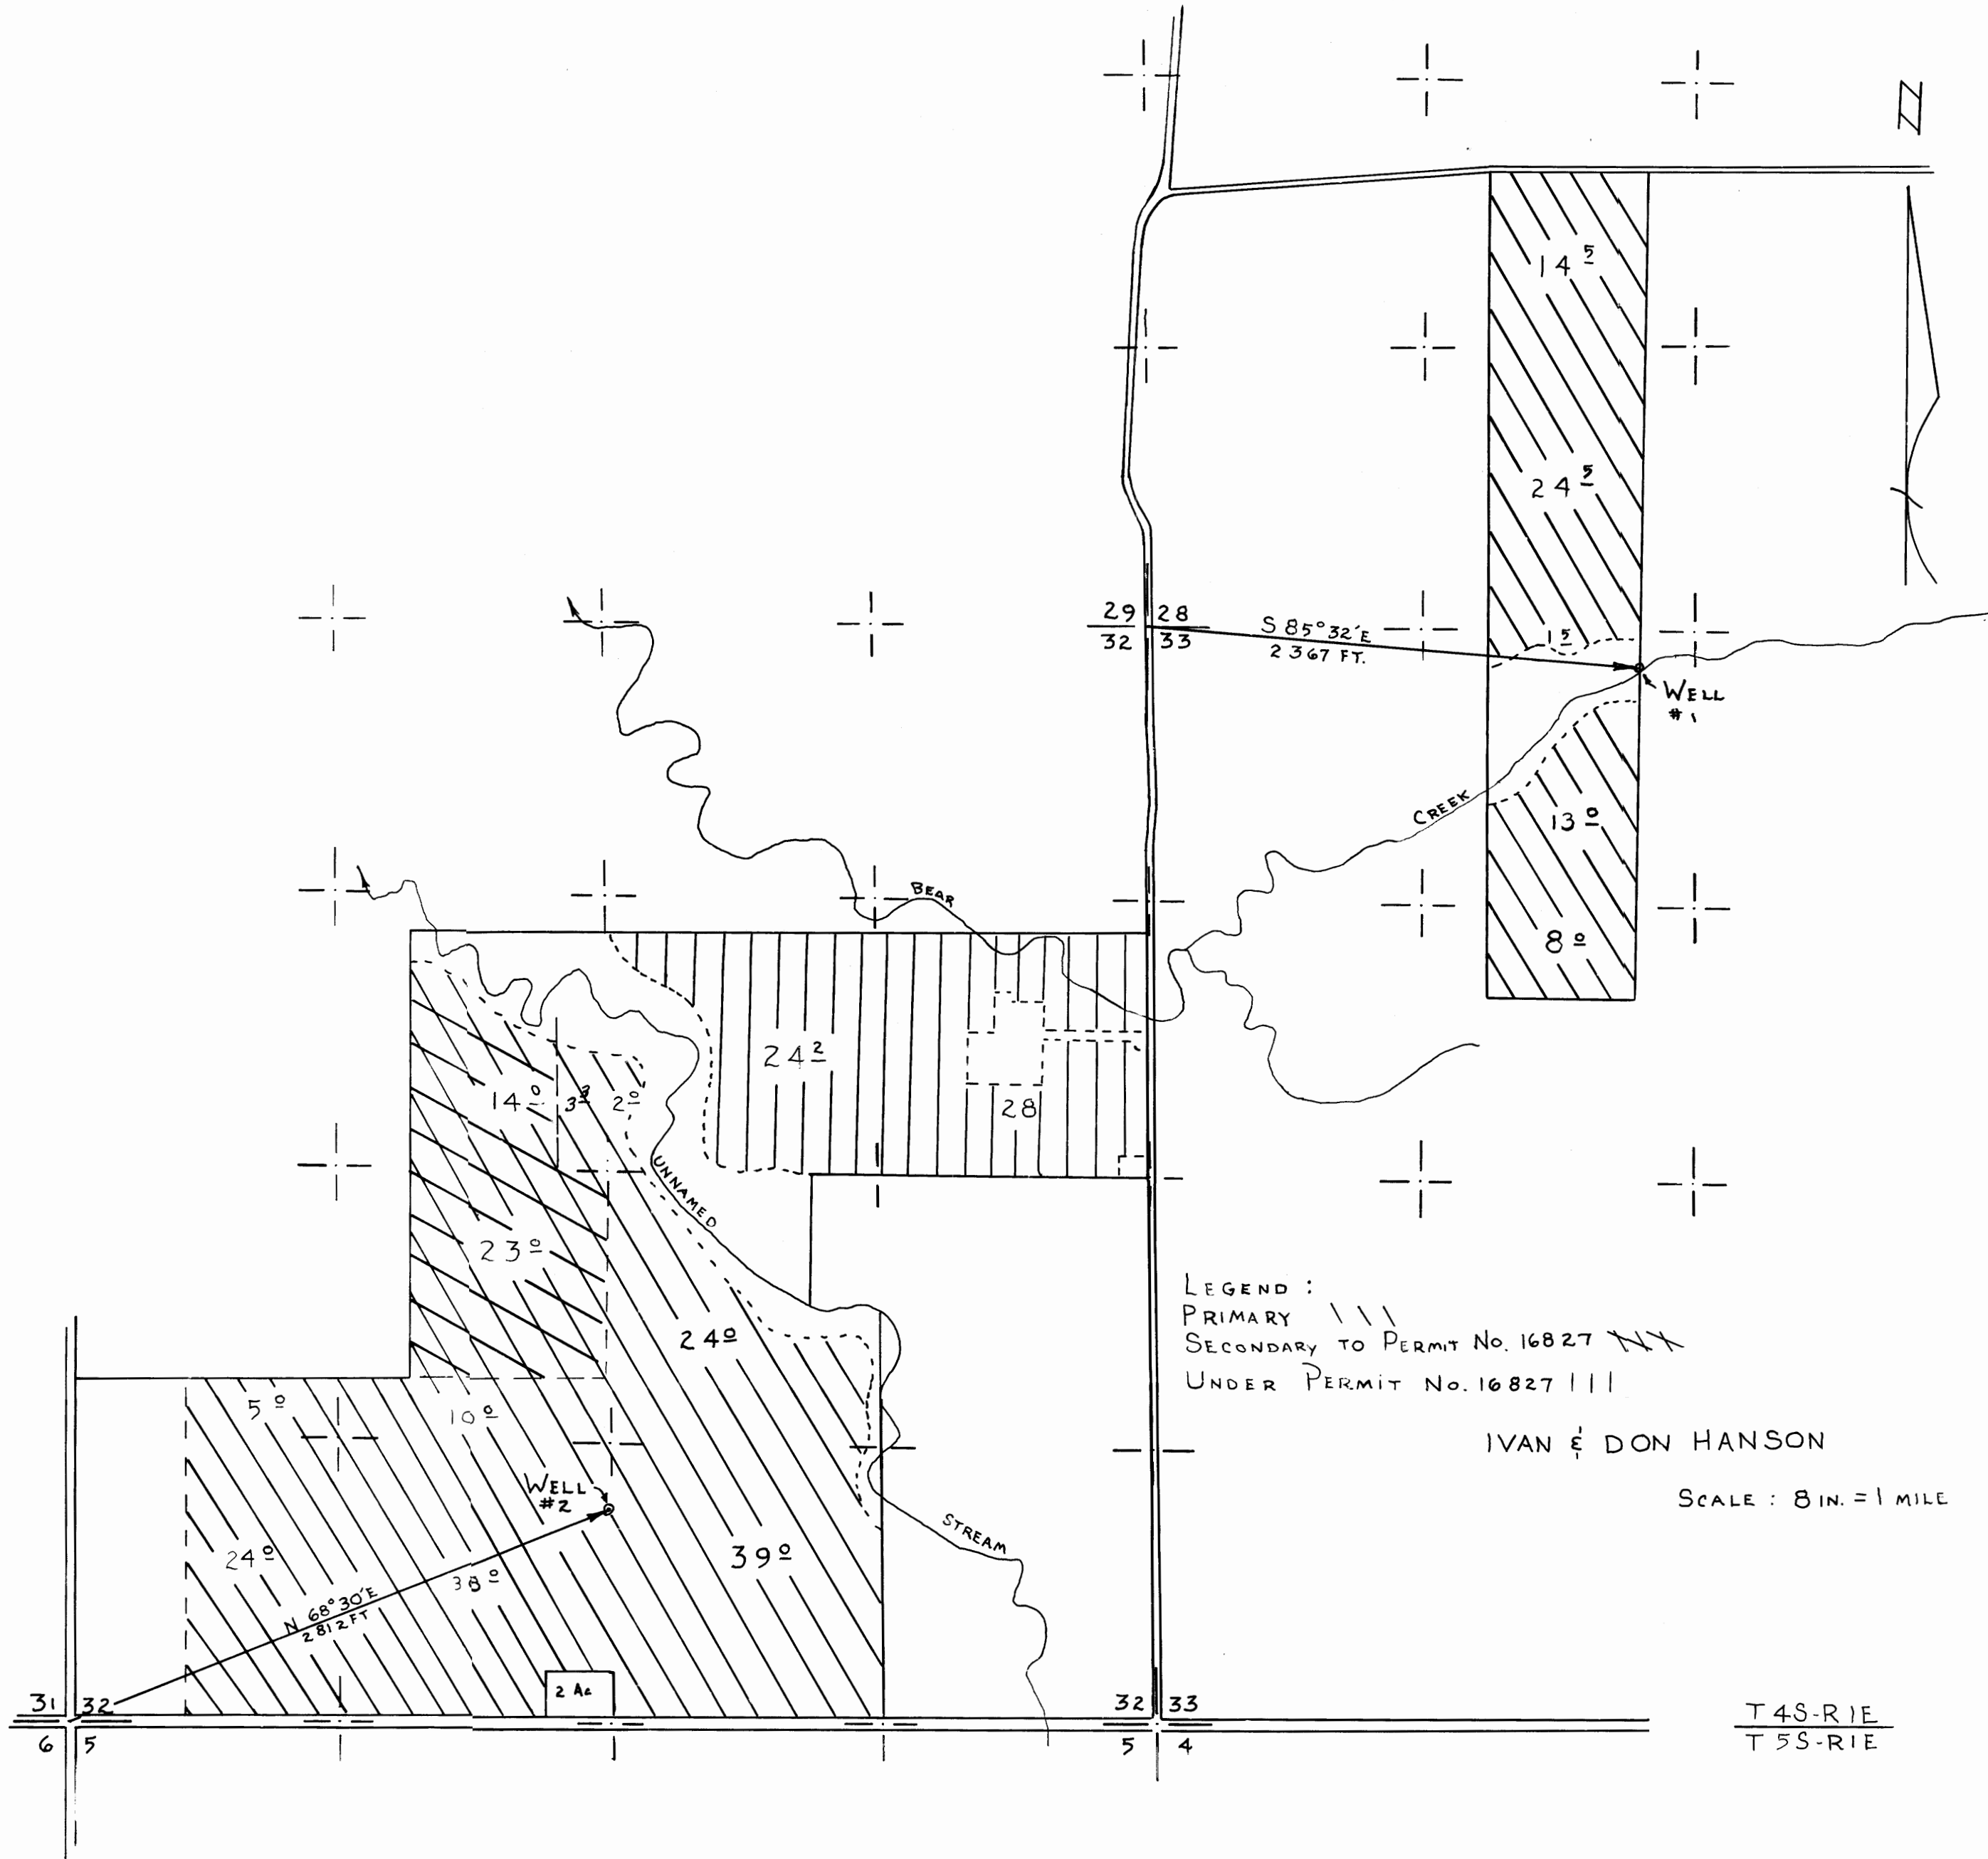 N
14 5
24 5
29 28
32 33
S 85°32'E
2367 FT.
1 5
WELL
#1
CREEK
13 0
BEAR
8 0
24 2
14 0 3 3 2 0
28
UNNAMED
23 0
LEGEND :
PRIMARY \ \ \
SECONDARY TO PERMIT No. 16827
UNDER PERMIT No. 16827 | | |
24 0
5 0
10 0
IVAN & DON HANSON
WELL
#2
SCALE : 8 IN. = 1 MILE
STREAM
24 0
38 0
39 0
N 68°30'E
2812 FT
2 Ac
31 32
6 5
32 33
5 4
T 4S-R1E
T 5S-R1E